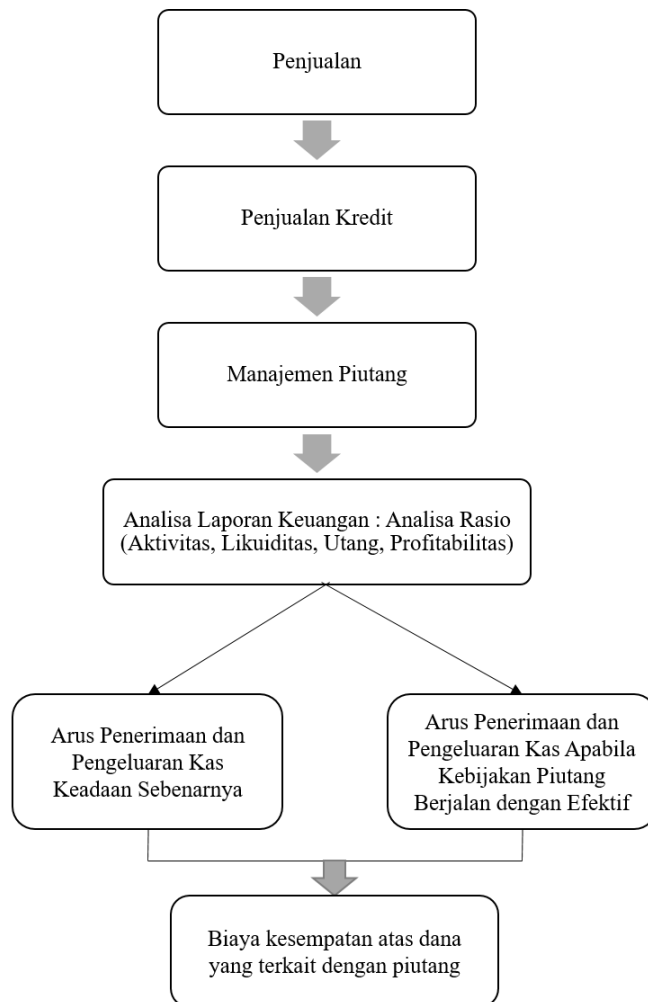 Penjualan
Penjualan Kredit
Manajemen Piutang
Analisa Laporan Keuangan : Analisa Rasio
(Aktivitas, Likuiditas, Utang, Profitabilitas)
Arus Penerimaan dan
Pengeluaran Kas
Keadaan Sebenarnya
Arus Penerimaan dan
Pengeluaran Kas Apabila
Kebijakan Piutang
Berjalan dengan Efektif
Biaya kesempatan atas dana
yang terkait dengan piutang